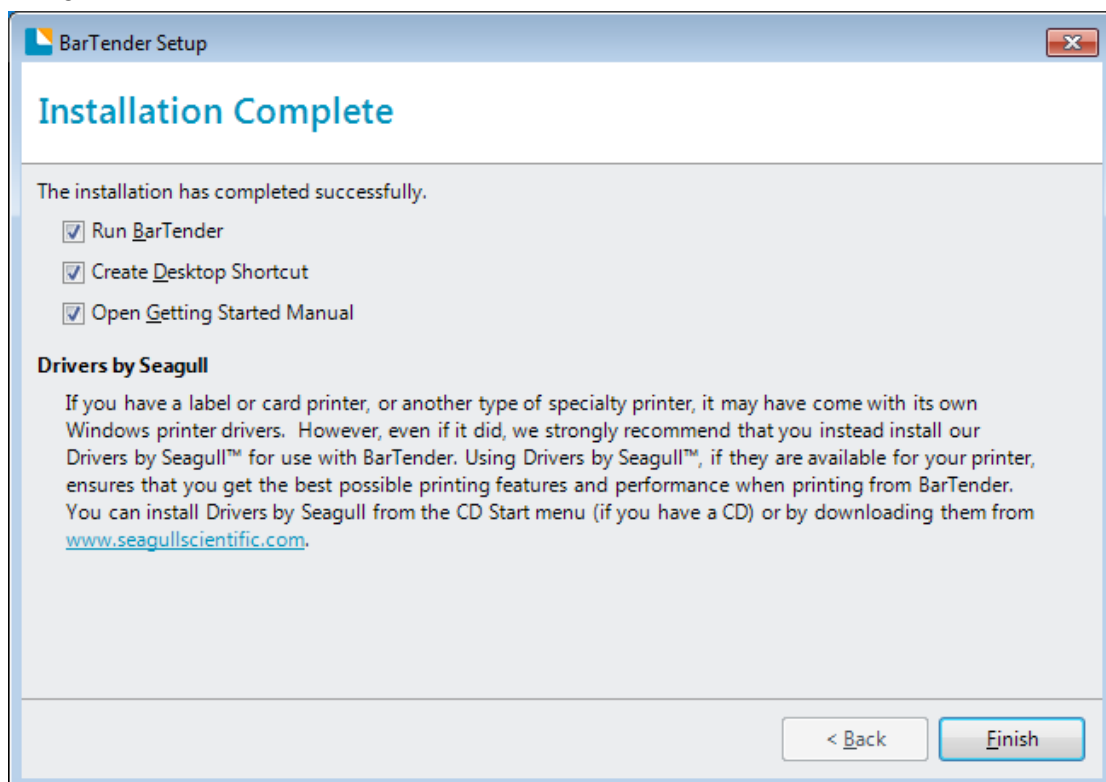 BarTender Setup
Installation Complete
The installation has completed successfully.
Run BarTender
Create Desktop Shortcut
Open Getting Started Manual
Drivers by Seagull
If you have a label or card printer, or another type of specialty printer, it may have come with its own
Windows printer drivers.  However, even if it did, we strongly recommend that you instead install our
Drivers by Seagull™ for use with BarTender. Using Drivers by Seagull™, if they are available for your printer,
ensures that you get the best possible printing features and performance when printing from BarTender.
You can install Drivers by Seagull from the CD Start menu (if you have a CD) or by downloading them from
www.seagullscientific.com.
< Back
Finish